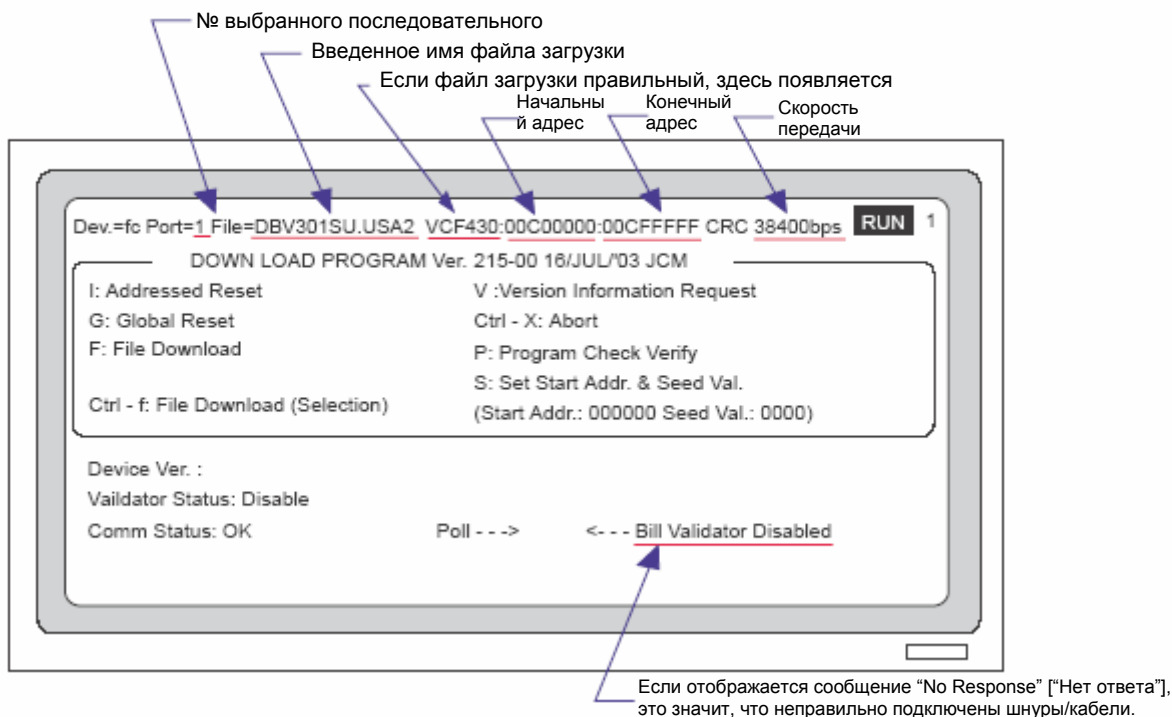 № выбранного последовательного
Введенное имя файла загрузки
Если файл загрузки правильный, здесь появляется
Начальны
й адрес
Конечный
адрес
Скорость
передачи
Dev.=fc Port=1 File=DBV301SU.USA2 VCF430:00C00000:00CFFFFF CRC 38400bps RUN 1
DOWN LOAD PROGRAM Ver. 215-00 16/JUL/'03 JCM
I: Addressed Reset
V :Version Information Request
G: Global Reset
Ctrl - X: Abort
F: File Download
P: Program Check Verify
S: Set Start Addr. & Seed Val.
Ctrl - f: File Download (Selection)
(Start Addr.: 000000 Seed Val.: 0000)
Device Ver. :
Vaildator Status: Disable
Comm Status: OK Poll - - -> <- - - Bill Validator Disabled
Если отображается сообщение “No Response” [“Нет ответа”],
это значит, что неправильно подключены шнуры/кабели.